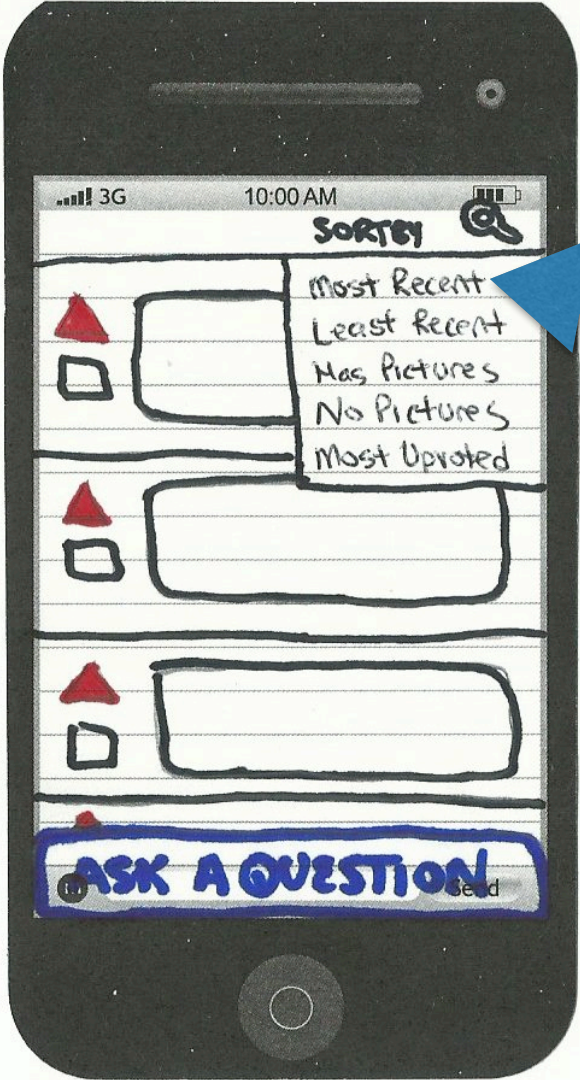 3G 10:00 AM
SORTBY
Most Recent
Least Recent
Has Pictures
No Pictures
Most Upvoted
ASK A QUESTION
Send